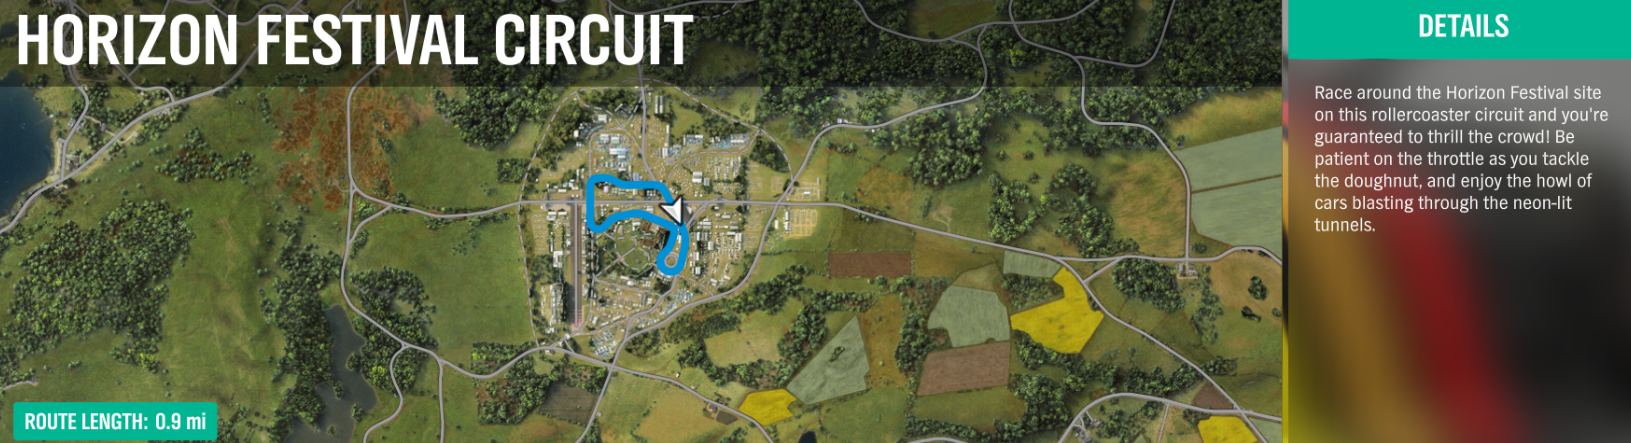 HORIZON FESTIVAL CIRCUIT
DETAILS
Race around the Horizon Festival site
on this rollercoaster circuit and you're
guaranteed to thrill the crowd! Be
patient on the throttle as you tackle
the doughnut, and enjoy the howl of
cars blasting through the neon-lit
tunnels.
ROUTE LENGTH: 0.9 mi